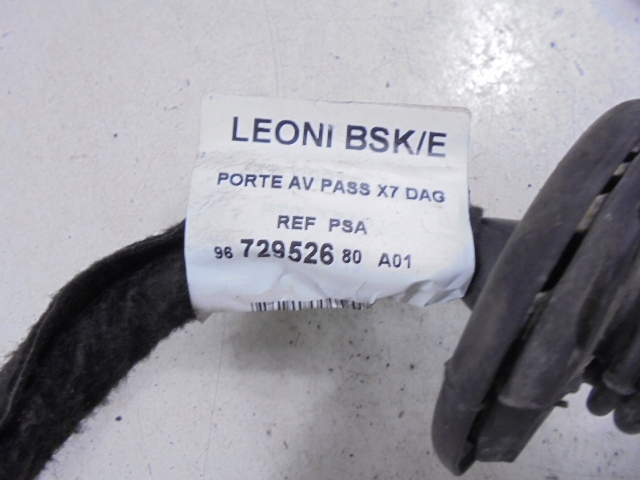 LEONI BSK/E
PORTE AV PASS X7 DAG
REF PSA
96 729526 80 A01